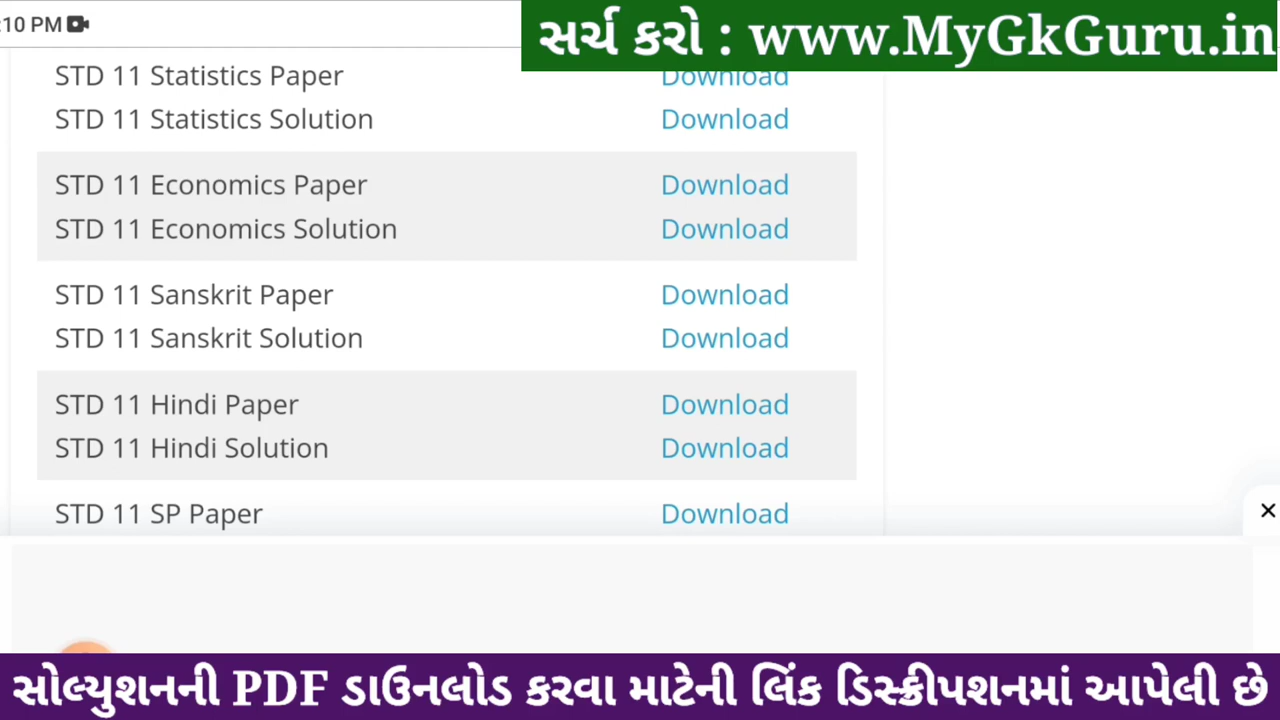 :10 PM
સર્ચ કરો : www.MyGkGuru.in
STD 11 Statistics Paper Download
STD 11 Statistics Solution Download
STD 11 Economics Paper Download
STD 11 Economics Solution Download
STD 11 Sanskrit Paper Download
STD 11 Sanskrit Solution Download
STD 11 Hindi Paper Download
STD 11 Hindi Solution Download
STD 11 SP Paper Download
સોલ્યુશનની PDF ડાઉનલોડ કરવા માટેની લિંક ડિસ્ક્રીપશનમાં આપેલી છે